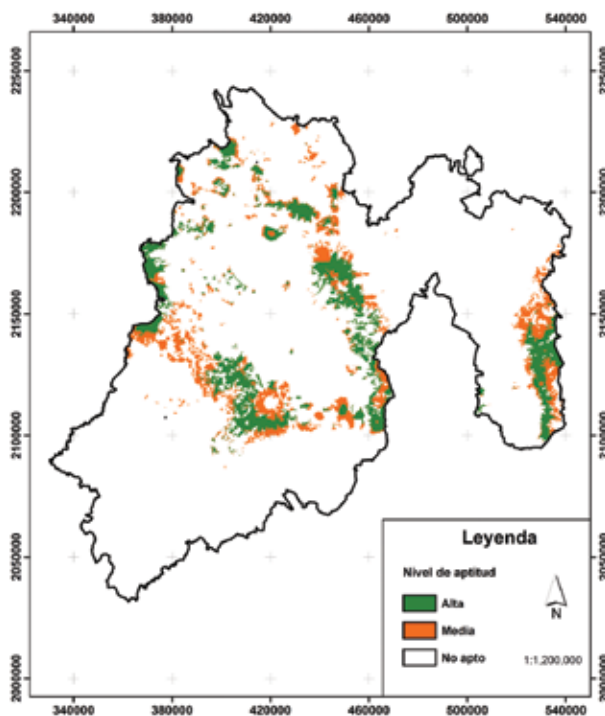 340000 380000 420000 460000 500000 540000
2250000 2250000
2200000 2200000
2150000 2150000
2100000 2100000
2050000 2050000
2000000 2000000
Leyenda
Nivel de aptitud
Alta
Media
No apto
N
1:1,200,000
340000 380000 420000 460000 500000 540000